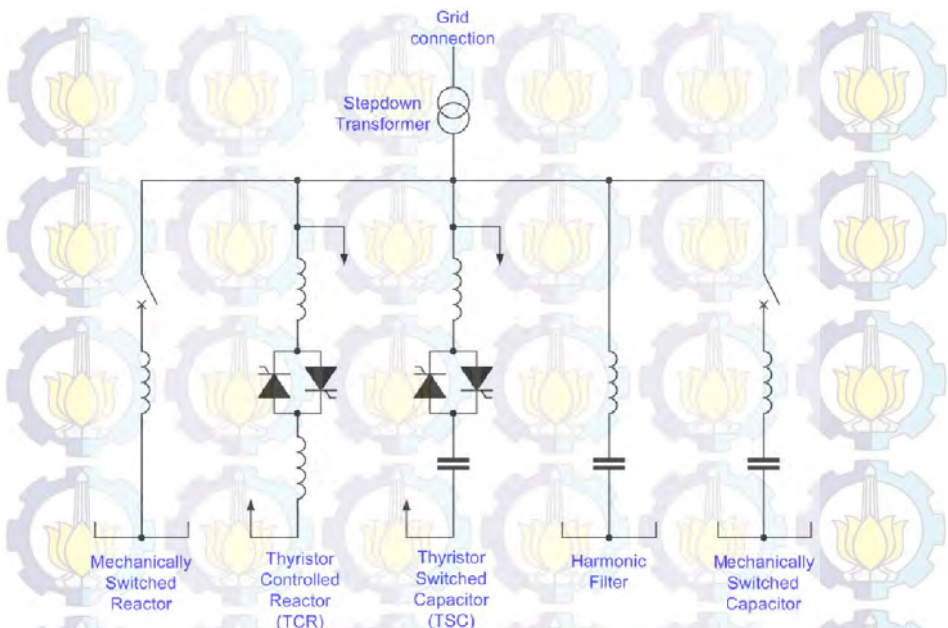 Grid
connection
Stepdown
Transformer
Mechanically
Switched
Reactor
Thyristor
Controlled
Reactor
(TCR)
Thyristor
Switched
Capacitor
(TSC)
Harmonic
Filter
Mechanically
Switched
Capacitor